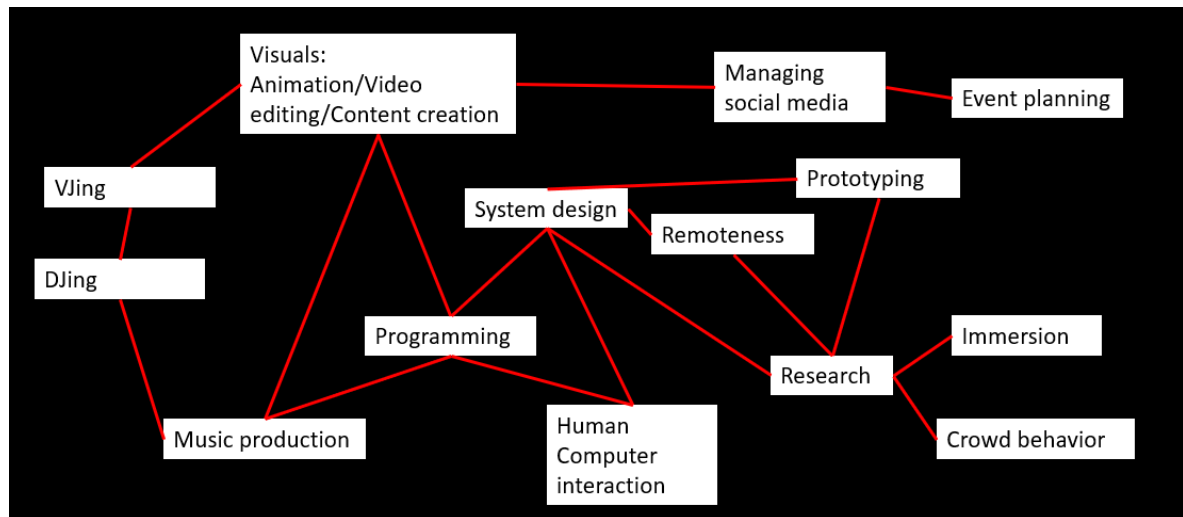 Visuals:
Animation/Video
editing/Content creation
Managing
social media
Event planning
VJing
Prototyping
System design
Remoteness
DJing
Programming
Immersion
Research
Music production
Human
Computer
interaction
Crowd behavior